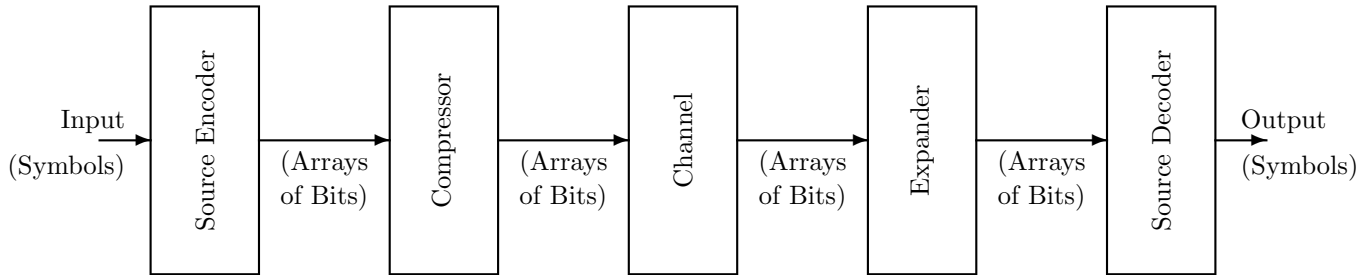 Input
(Symbols)
Source Encoder
(Arrays
of Bits)
Compressor
(Arrays
of Bits)
Channel
(Arrays
of Bits)
Expander
(Arrays
of Bits)
Source Decoder
Output
(Symbols)